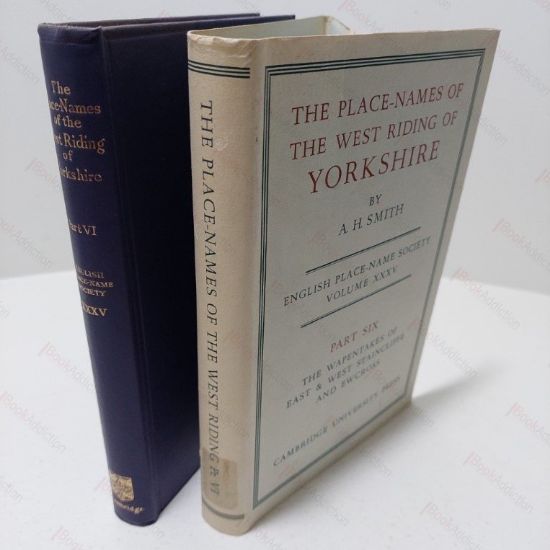 The
Place-Names
of the
West Riding
of
Yorkshire
Part VI
ENGLISH
PLACE-NAME
SOCIETY
XXXV
THE PLACE-NAMES OF THE WEST RIDING Pt. VI
THE PLACE-NAMES OF
THE WEST RIDING OF
YORKSHIRE
BY
A. H. SMITH
ENGLISH PLACE-NAME SOCIETY
VOLUME XXXV
PART SIX
THE WAPENTAKES OF
EAST & WEST STAINCLIFFE
AND EWCROSS
CAMBRIDGE UNIVERSITY PRESS
BookAddiction